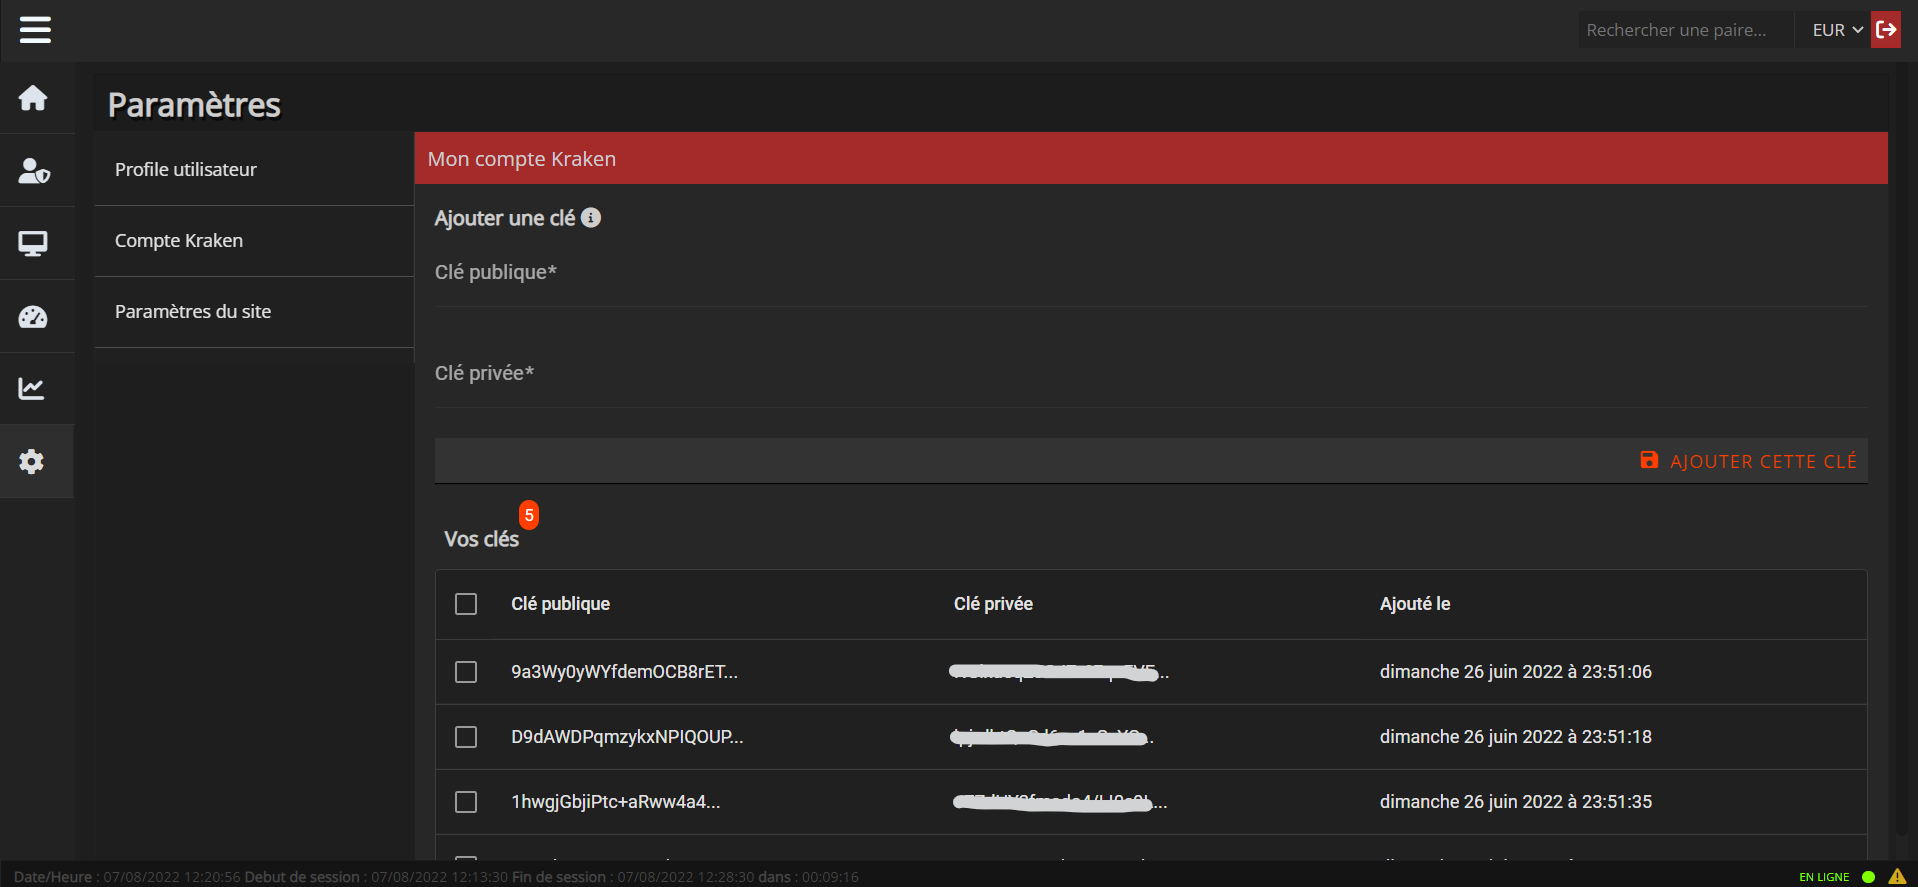 Rechercher une paire... EUR
Paramètres
Profile utilisateur
Compte Kraken
Paramètres du site
Mon compte Kraken
Ajouter une clé
Clé publique*
Clé privée*
AJOUTER CETTE CLÉ
Vos clés 5
Clé publique Clé privée Ajouté le
9a3Wy0yWYfdemOCB8rET... dimanche 26 juin 2022 à 23:51:06
D9dAWDPqmzykxNPIQOUP... dimanche 26 juin 2022 à 23:51:18
1hwgjGbjiPtc+aRww4a4... dimanche 26 juin 2022 à 23:51:35
Date/Heure : 07/08/2022 12:20:56 Debut de session : 07/08/2022 12:13:30 Fin de session : 07/08/2022 12:28:30 dans : 00:09:16
EN LIGNE